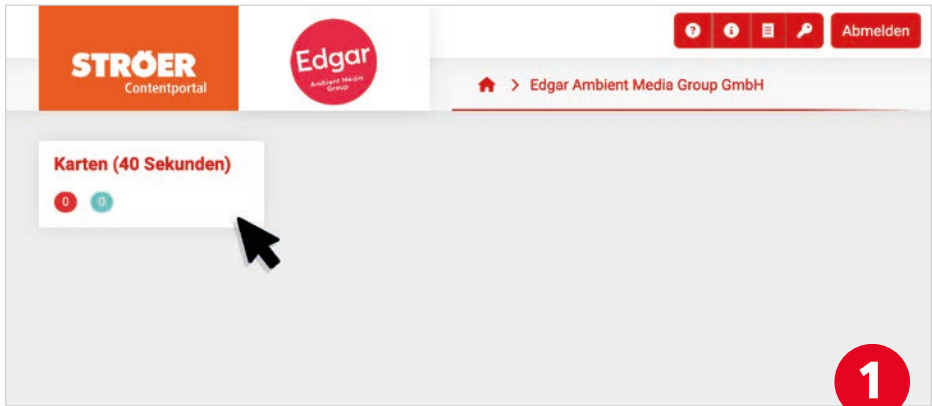 STRÖER
Contentportal
Edgar
Ambient Media
Group
Abmelden
> Edgar Ambient Media Group GmbH
Karten (40 Sekunden)
0 0
1